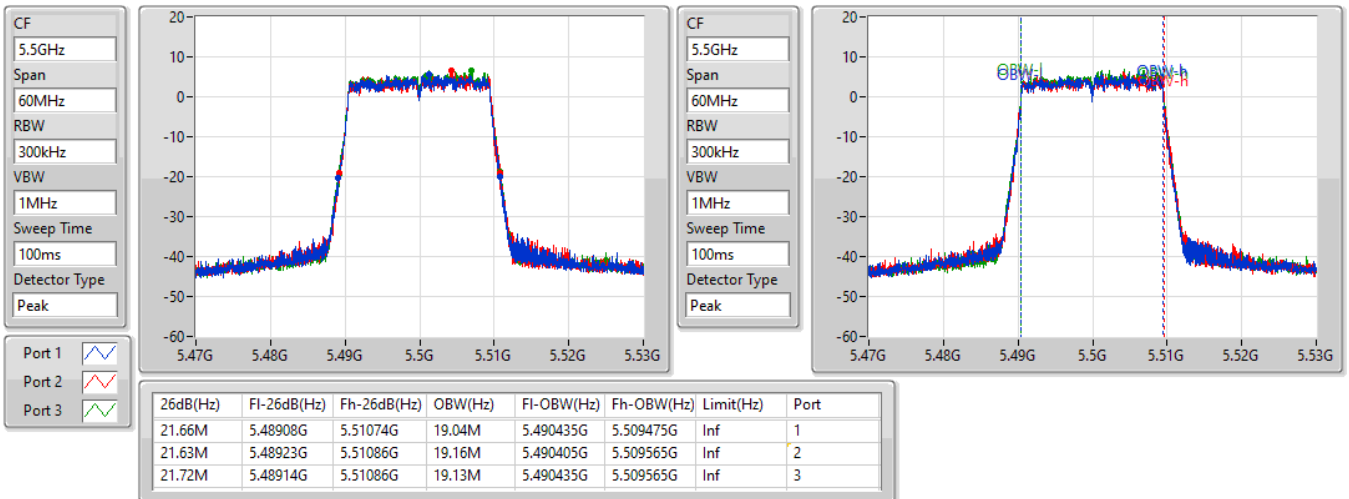 CF
5.5GHz
Span
60MHz
RBW
300kHz
VBW
1MHz
Sweep Time
100ms
Detector Type
Peak
20
10
0
-10
-20
-30
-40
-50
-60
5.47G 5.48G 5.49G 5.5G 5.51G 5.52G 5.53G
CF
5.5GHz
Span
60MHz
RBW
300kHz
VBW
1MHz
Sweep Time
100ms
Detector Type
Peak
20
10
0
-10
-20
-30
-40
-50
-60
OBW-l OBW-h
5.47G 5.48G 5.49G 5.5G 5.51G 5.52G 5.53G
Port 1
Port 2
Port 3
26dB(Hz) Fl-26dB(Hz) Fh-26dB(Hz) OBW(Hz) Fl-OBW(Hz) Fh-OBW(Hz) Limit(Hz) Port
21.66M 5.48908G 5.51074G 19.04M 5.490435G 5.509475G Inf 1
21.63M 5.48923G 5.51086G 19.16M 5.490405G 5.509565G Inf 2
21.72M 5.48914G 5.51086G 19.13M 5.490435G 5.509565G Inf 3